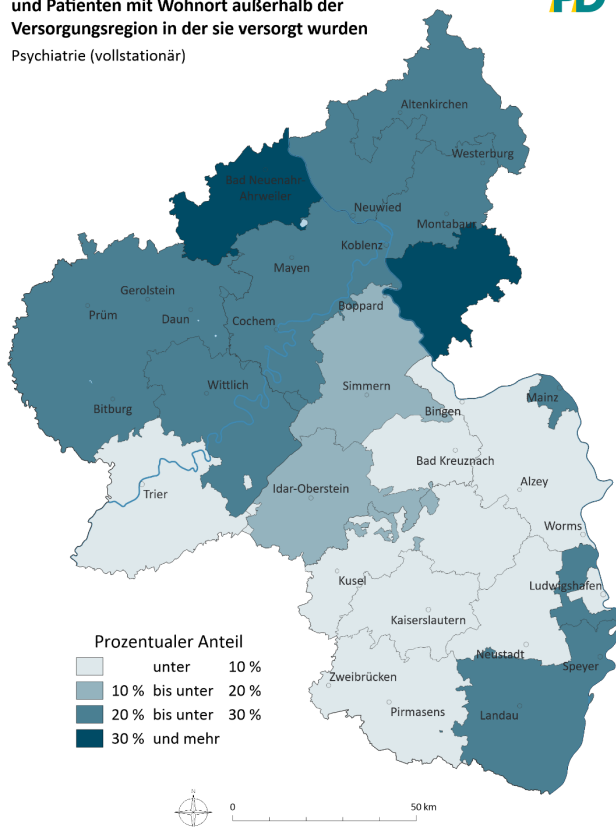 und Patienten mit Wohnort außerhalb der
Versorgungsregion in der sie versorgt wurden
PD
Psychiatrie (vollstationär)
Altenkirchen
Westerburg
Bad Neuenahr-
Ahrweiler
Neuwied
Montabaur
Koblenz
Mayen
Gerolstein
Boppard
Prüm
Daun
Cochem
Simmern
Wittlich
Mainz
Bitburg
Bingen
Bad Kreuznach
Idar-Oberstein
Alzey
Trier
Worms
Kusel
Ludwigshafen
Kaiserslautern
Neustadt
Speyer
Zweibrücken
Pirmasens
Landau
Prozentualer Anteil
unter 10 %
10 % bis unter 20 %
20 % bis unter 30 %
30 % und mehr
N
0 50 km